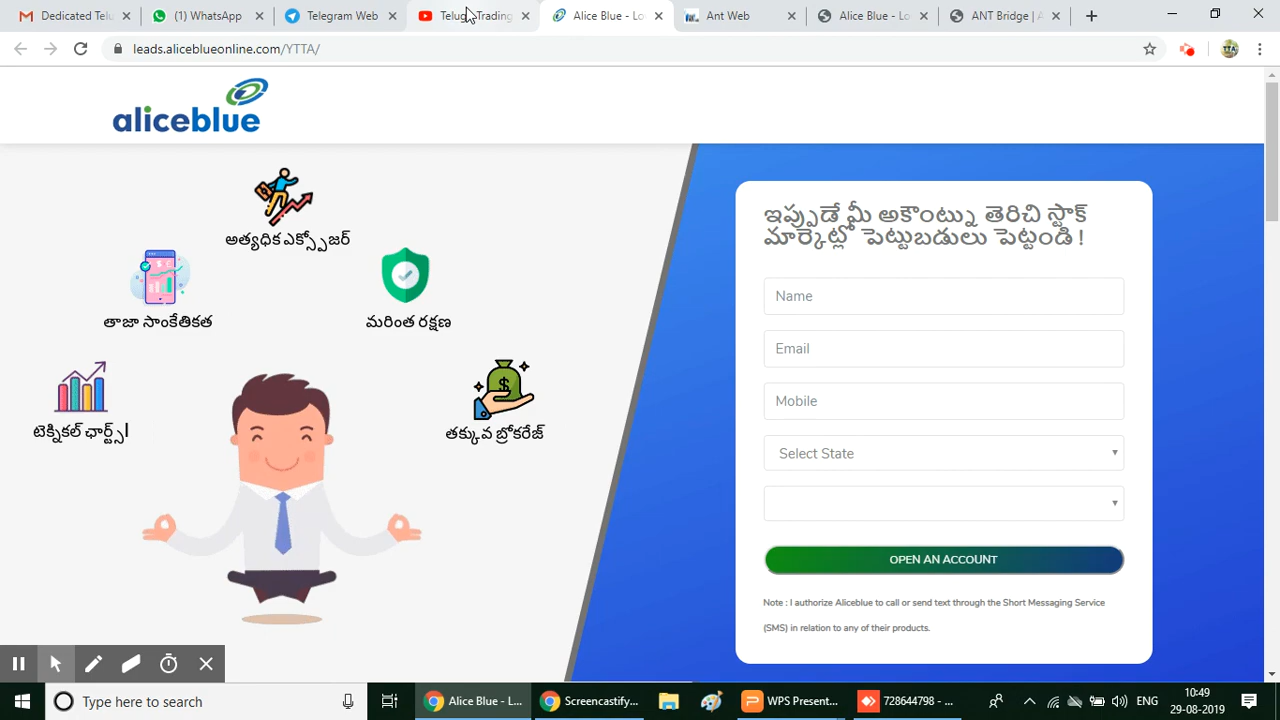 Dedicated Telu
(1) WhatsApp
Telegram Web
Telugu Trading
Alice Blue - Lo
Ant Web
Alice Blue - Lo
ANT Bridge | A
leads.aliceblueonline.com/YTTA/
aliceblue
అత్యధిక ఎక్స్పోజర్
తాజా సాంకేతికత
మరింత రక్షణ
టెక్నికల్ ఛార్ట్స్|
తక్కువ బ్రోకరేజ్
ఇప్పుడే మీ అకౌంట్ను తెరిచి స్టాక్
మార్కెట్లో పెట్టుబడులు పెట్టండి !
Name
Email
Mobile
Select State
OPEN AN ACCOUNT
Note : I authorize Aliceblue to call or send text through the Short Messaging Service
(SMS) in relation to any of their products.
Type here to search
Alice Blue - L...
Screencastify...
WPS Present...
728644798 - ...
ENG
10:49
29-08-2019